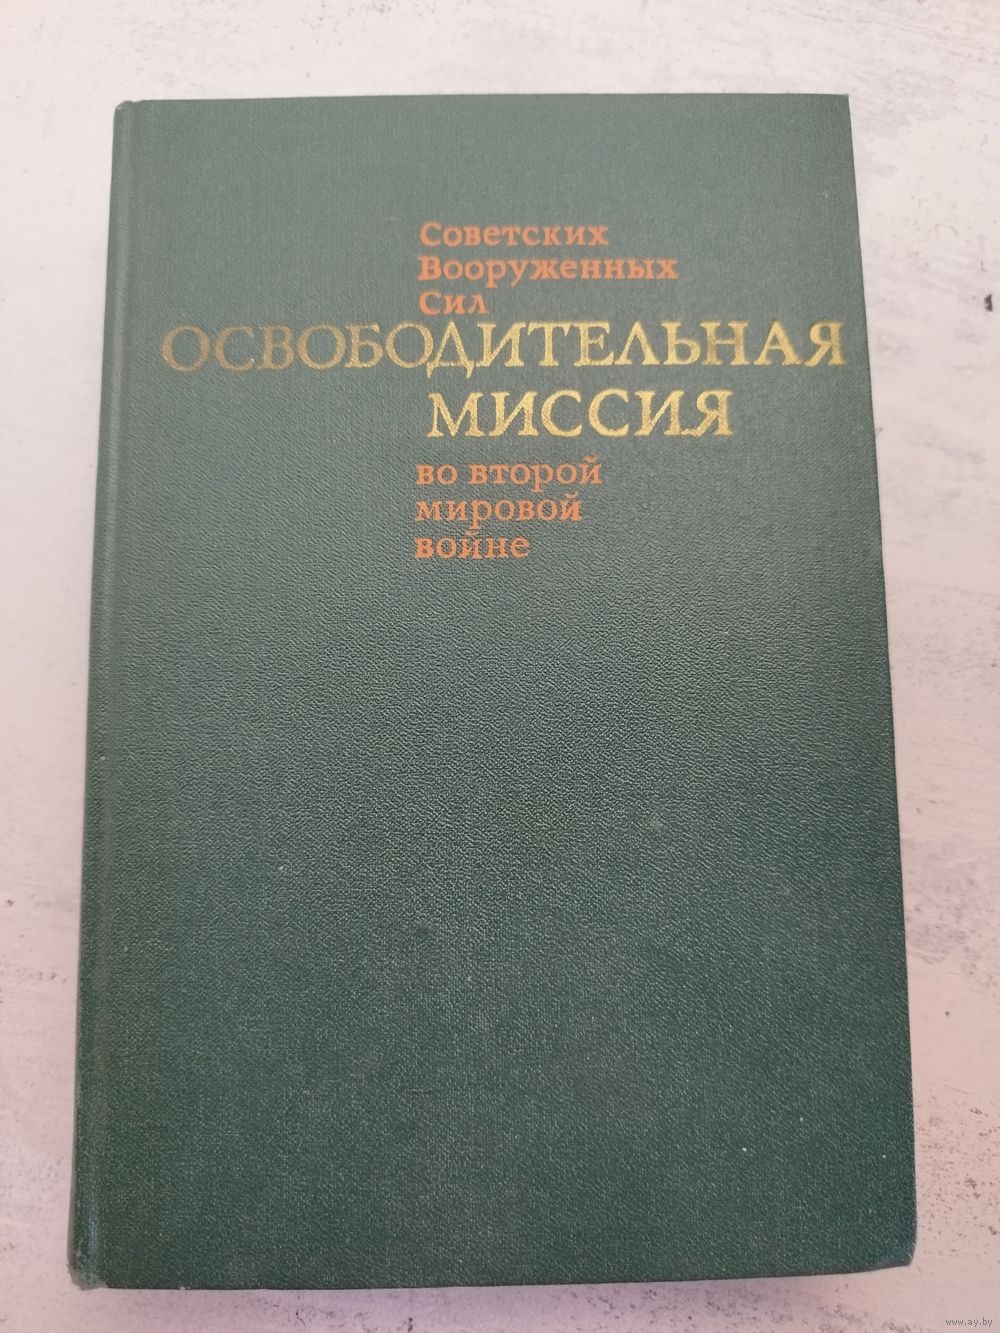 Советских
Вооруженных
Сил
ОСВОБОДИТЕЛЬНАЯ
МИССИЯ
во второй
мировой
войне
www.ay.by